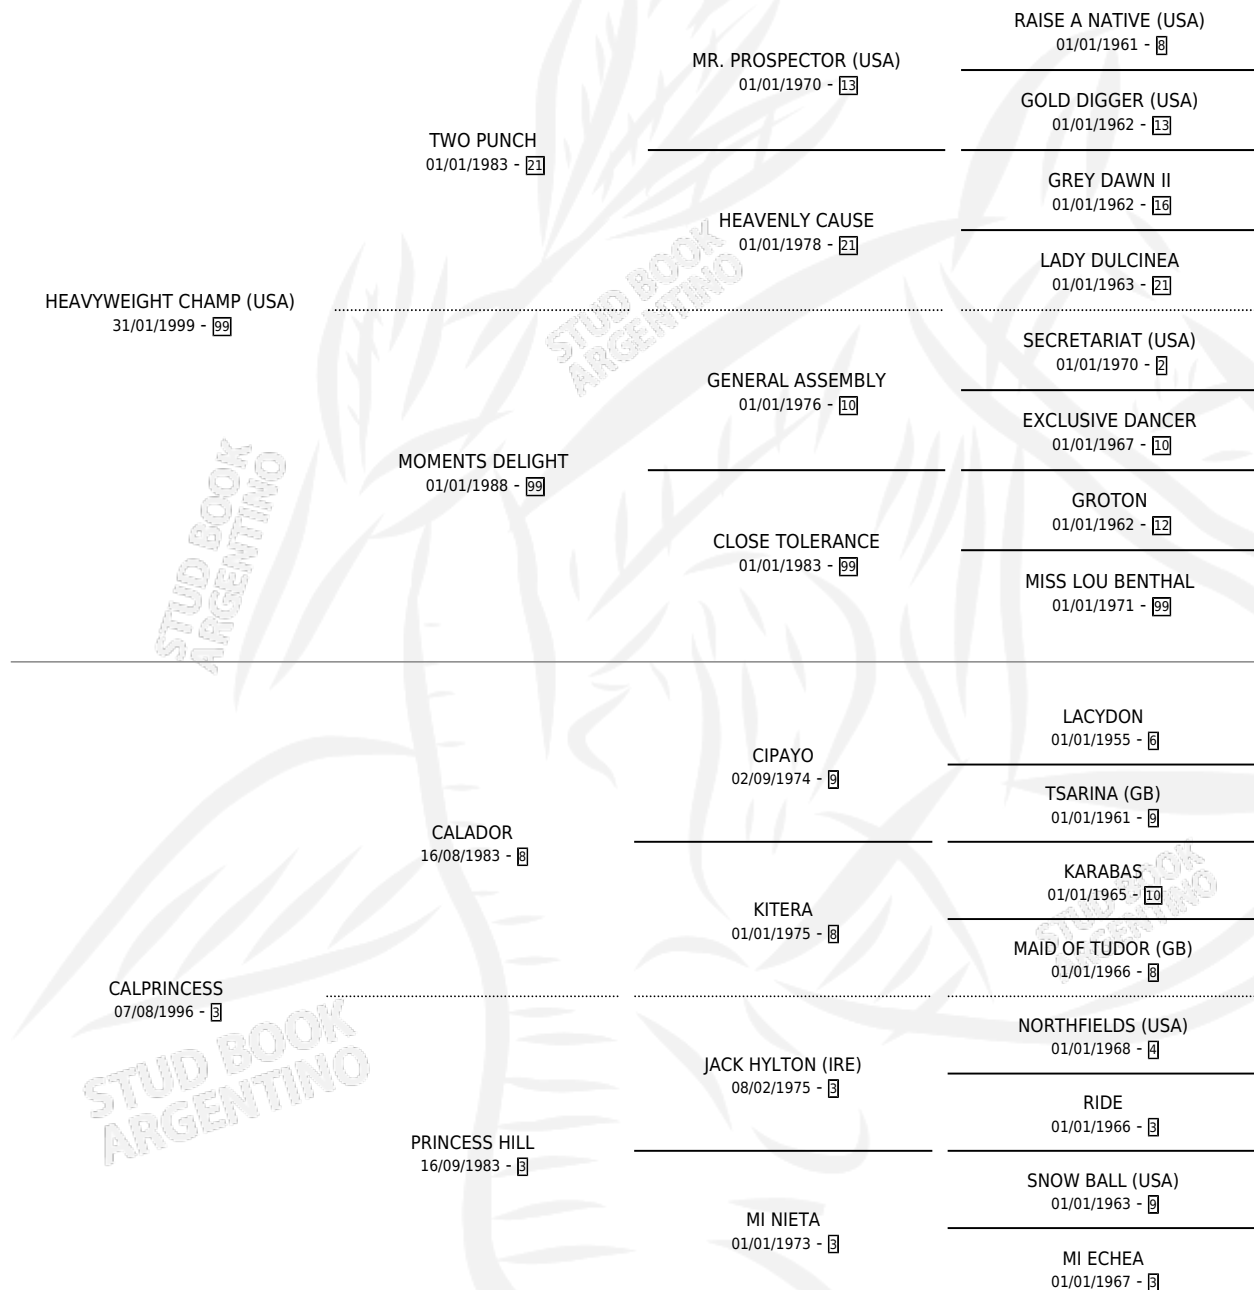 RAISE A NATIVE (USA)
01/01/1961 - 8
MR. PROSPECTOR (USA)
01/01/1970 - 13
GOLD DIGGER (USA)
01/01/1962 - 13
TWO PUNCH
01/01/1983 - 21
GREY DAWN II
01/01/1962 - 16
HEAVENLY CAUSE
01/01/1978 - 21
LADY DULCINEA
01/01/1963 - 21
HEAVYWEIGHT CHAMP (USA)
31/01/1999 - 99
SECRETARIAT (USA)
01/01/1970 - 2
GENERAL ASSEMBLY
01/01/1976 - 10
EXCLUSIVE DANCER
01/01/1967 - 10
MOMENTS DELIGHT
01/01/1988 - 99
GROTON
01/01/1962 - 12
CLOSE TOLERANCE
01/01/1983 - 99
MISS LOU BENTHAL
01/01/1971 - 99
LACYDON
01/01/1955 - 6
CIPAYO
02/09/1974 - 9
TSARINA (GB)
01/01/1961 - 9
CALADOR
16/08/1983 - 8
KARABAS
01/01/1965 - 10
KITERA
01/01/1975 - 8
MAID OF TUDOR (GB)
01/01/1966 - 8
CALPRINCESS
07/08/1996 - 3
NORTHFIELDS (USA)
01/01/1968 - 4
JACK HYLTON (IRE)
08/02/1975 - 3
RIDE
01/01/1966 - 3
PRINCESS HILL
16/09/1983 - 3
SNOW BALL (USA)
01/01/1963 - 9
MI NIETA
01/01/1973 - 3
MI ECHEA
01/01/1967 - 3
STUD BOOK
ARGENTINO
STUD BOOK
ARGENTINO
STUD BOOK
ARGENTINO
STUD BOOK
ARGENTINO